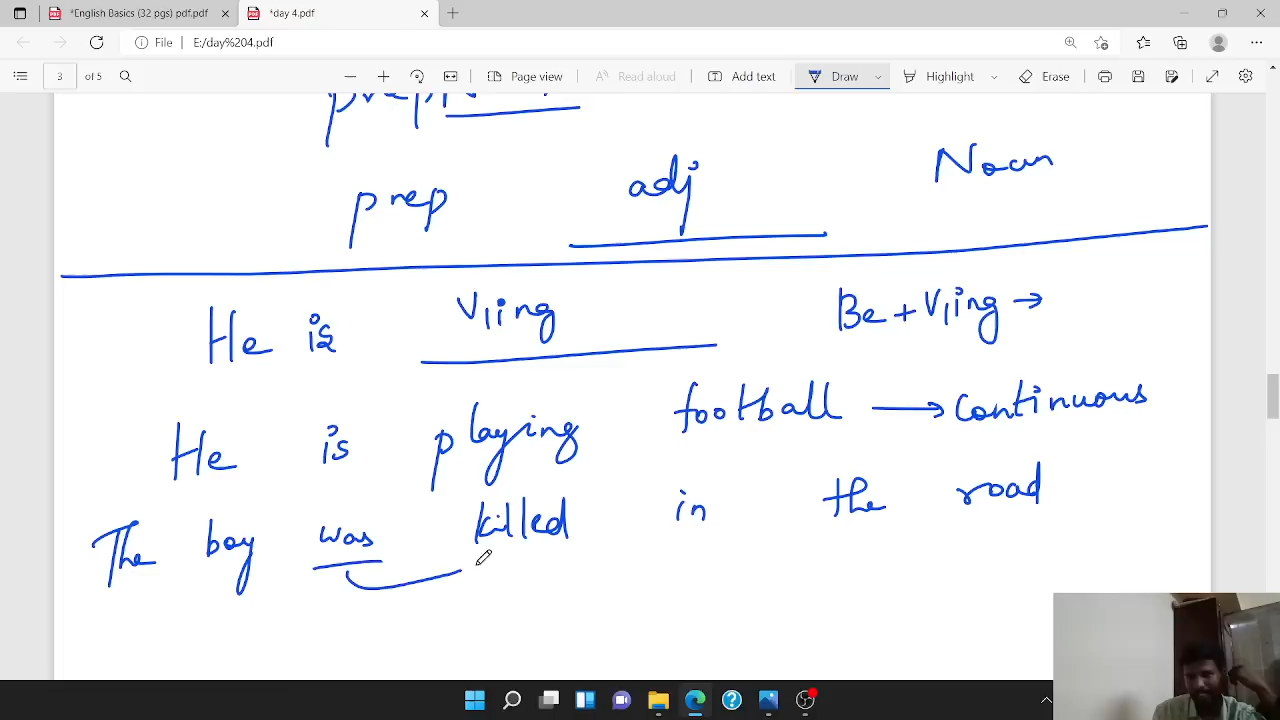 *English Basics (32 pgs) pdf.pdf
*day 4.pdf
File E:/day%204.pdf
3 of 5
Page view
Read aloud
Add text
Draw
Highlight
Erase
prep adj Noun
He is V1ing Be + V1ing →
He is playing football → continuous
The boy was killed in the road